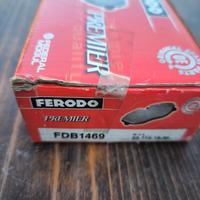 FEDERAL
MOGUL
PREMIER
FERODO
PREMIER
FDB1469